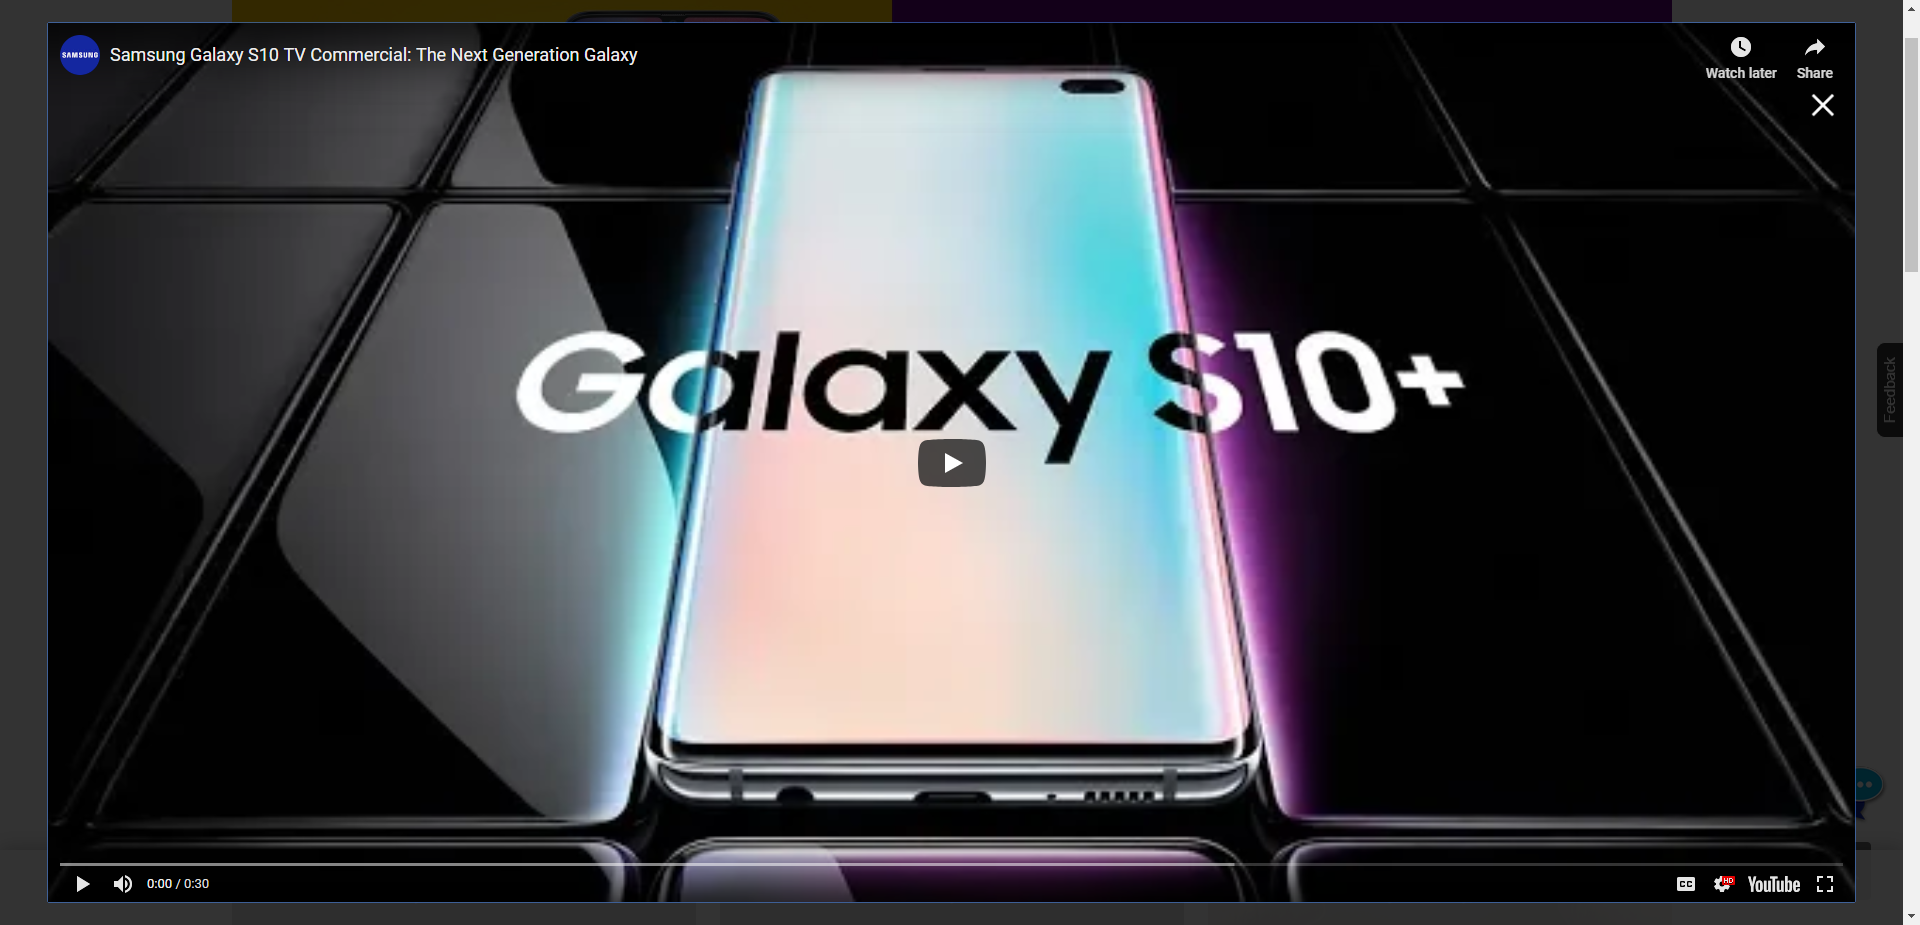 SAMSUNG
Samsung Galaxy S10 TV Commercial: The Next Generation Galaxy
Watch later
Share
Galaxy S10+
Feedback
0:00 / 0:30
CC
HD
YouTube